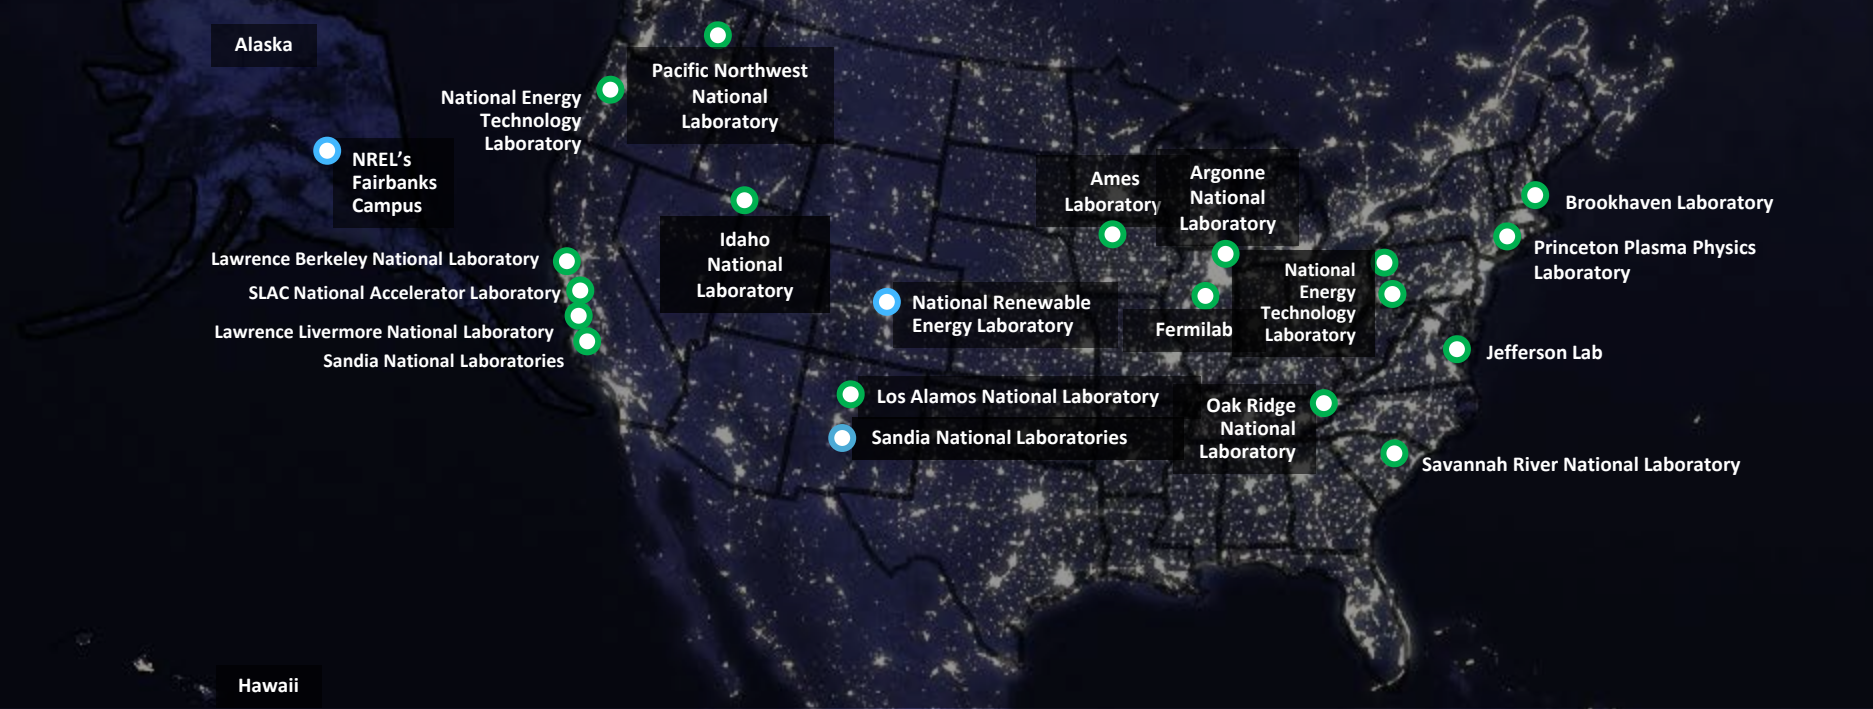 Alaska
Pacific Northwest
National
Laboratory
National Energy
Technology
Laboratory
NREL's
Fairbanks
Campus
Ames
Laboratory
Argonne
National
Laboratory
Brookhaven Laboratory
Princeton Plasma Physics
Laboratory
Idaho
National
Laboratory
Lawrence Berkeley National Laboratory
SLAC National Accelerator Laboratory
Lawrence Livermore National Laboratory
Sandia National Laboratories
National Renewable
Energy Laboratory
Fermilab
National
Energy
Technology
Laboratory
Jefferson Lab
Los Alamos National Laboratory
Sandia National Laboratories
Oak Ridge
National
Laboratory
Savannah River National Laboratory
Hawaii